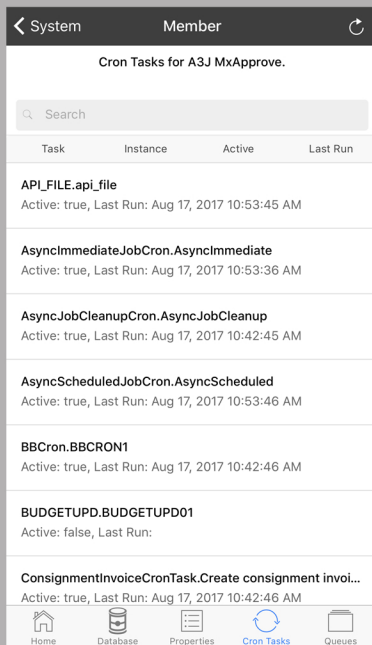 System
Member
Cron Tasks for A3J MxApprove.
Search
Task Instance Active Last Run
API_FILE.api_file
Active: true, Last Run: Aug 17, 2017 10:53:45 AM
AsyncImmediateJobCron.AsyncImmediate
Active: true, Last Run: Aug 17, 2017 10:53:36 AM
AsyncJobCleanupCron.AsyncJobCleanup
Active: true, Last Run: Aug 17, 2017 10:42:45 AM
AsyncScheduledJobCron.AsyncScheduled
Active: true, Last Run: Aug 17, 2017 10:53:46 AM
BBCron.BBCRON1
Active: true, Last Run: Aug 17, 2017 10:42:46 AM
BUDGETUPD.BUDGETUPD01
Active: false, Last Run:
ConsignmentInvoiceCronTask.Create consignment invoi...
Active: true, Last Run: Aug 17, 2017 10:42:46 AM
Home Database Properties Cron Tasks Queues